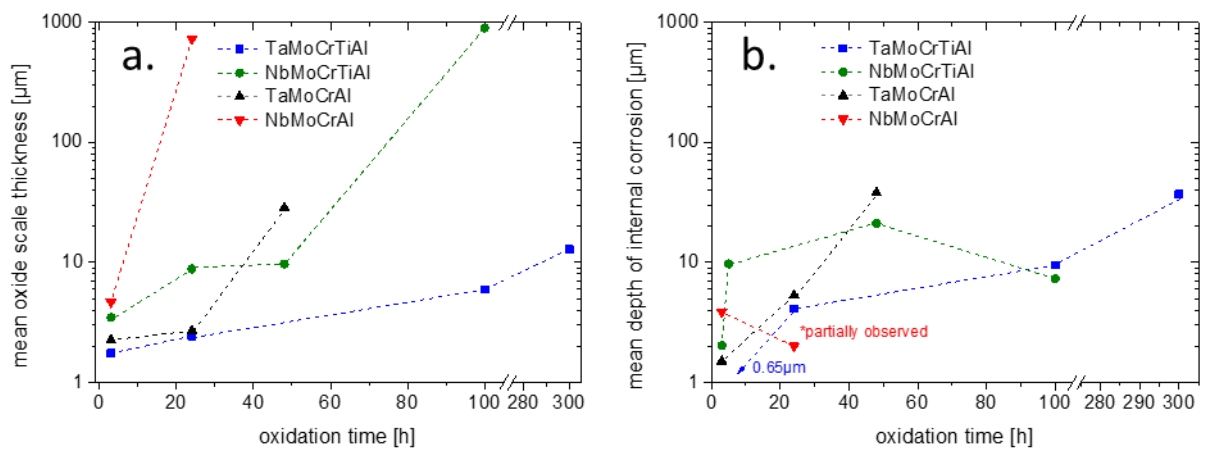 a.
mean oxide scale thickness [µm]
1000
100
10
1
TaMoCrTiAl
NbMoCrTiAl
TaMoCrAl
NbMoCrAl
0 20 40 60 80 100 280 300
oxidation time [h]
b.
mean depth of internal corrosion [µm]
1000
100
10
1
TaMoCrTiAl
NbMoCrTiAl
TaMoCrAl
NbMoCrAl
*partially observed
0.65µm
0 20 40 60 80 100 280 290 300
oxidation time [h]